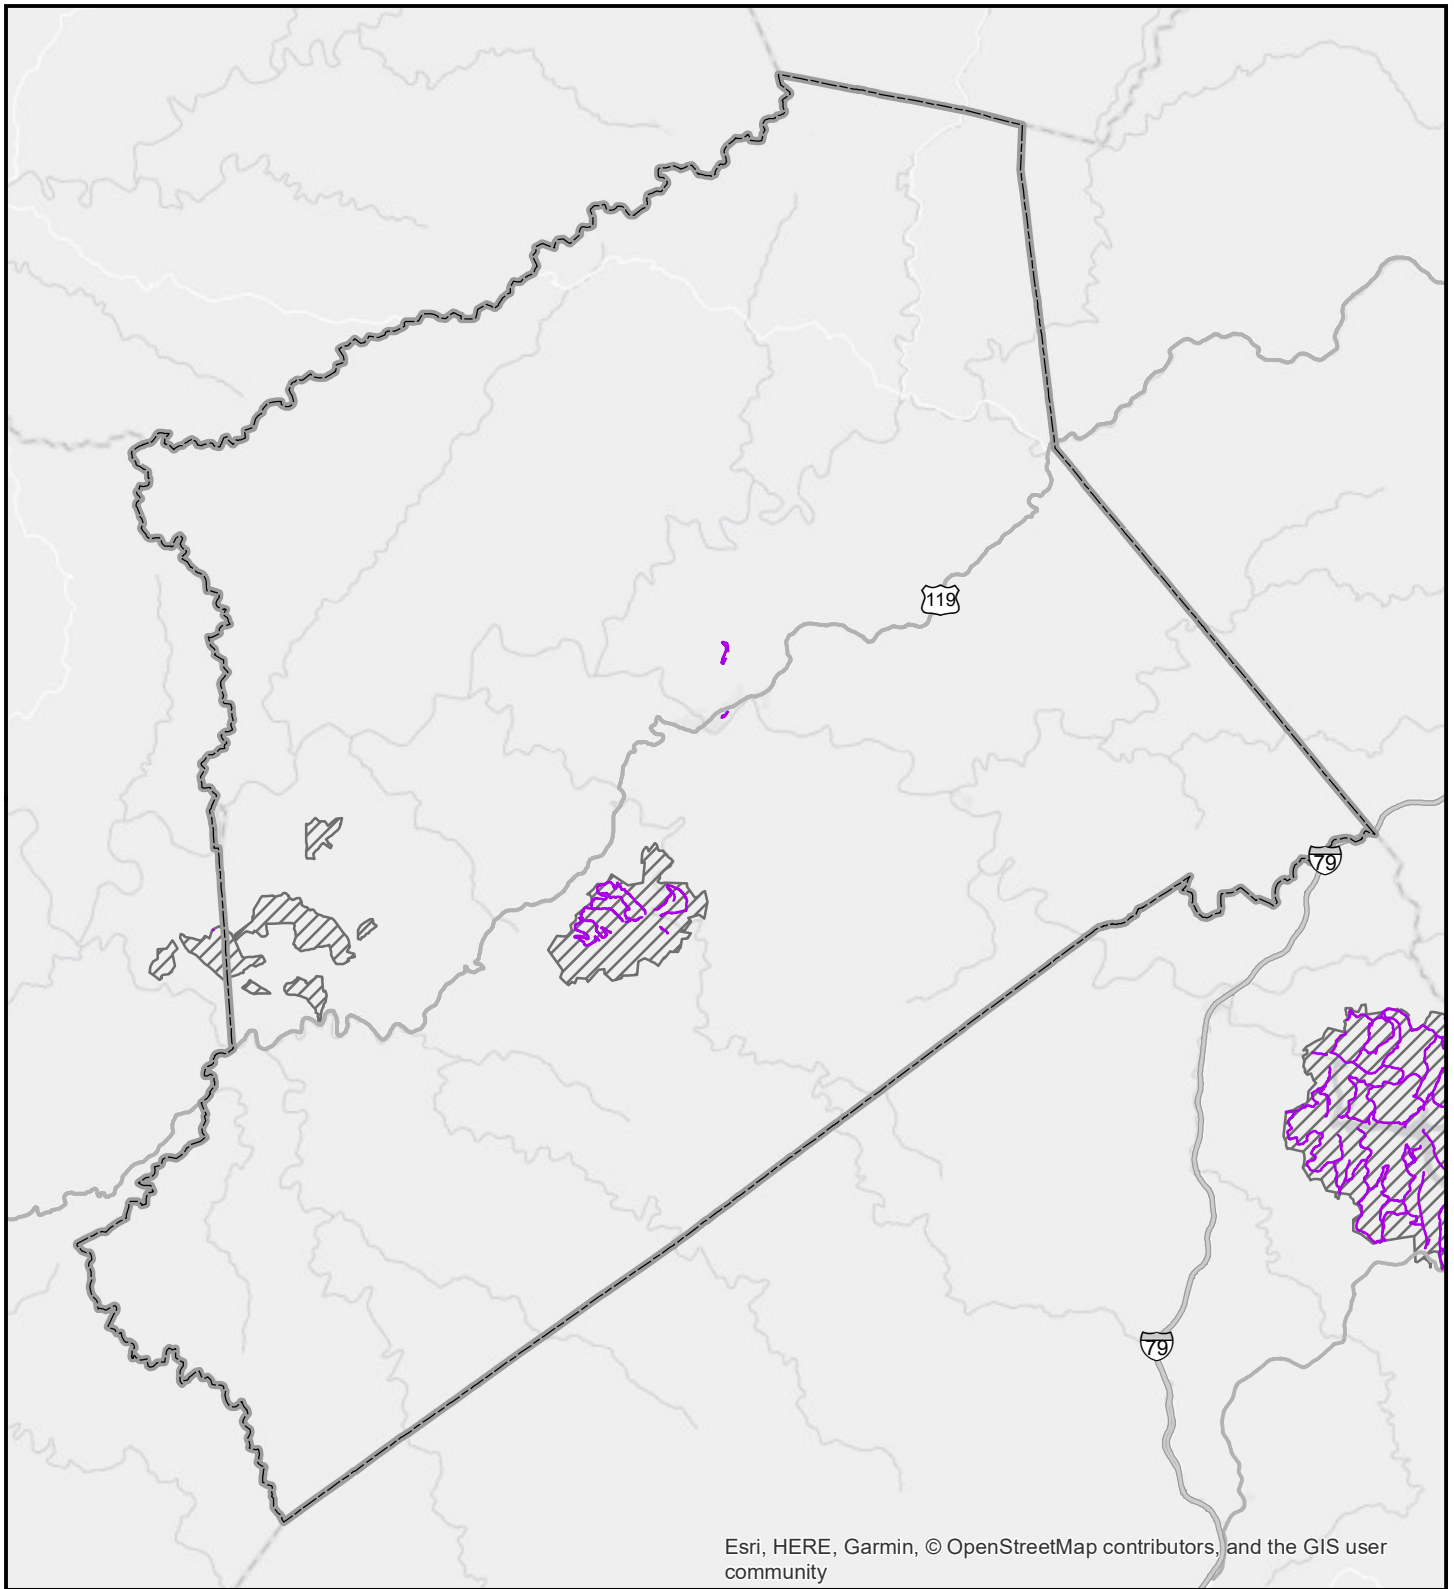 119
79
79
Esri, HERE, Garmin, © OpenStreetMap contributors, and the GIS user
community